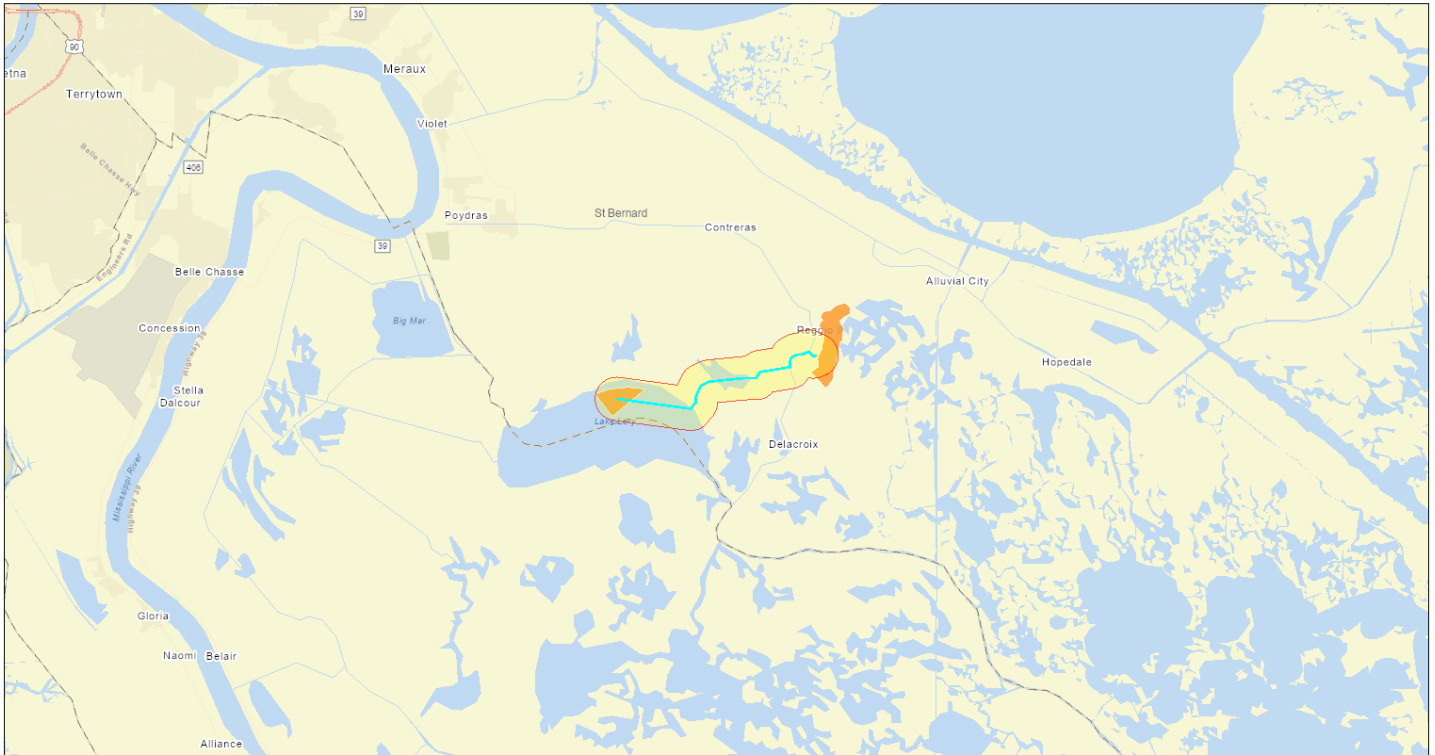 39
90
etna
Meraux
Terrytown
Violet
Belle Chasse Hwy
406
Poydras
St Bernard
Contreras
39
Engineers Rd
Belle Chasse
Alluvial City
Big Mar
Concession
Reggio
Highway 39
Hopedale
Stella
Dalcour
Lake Lery
Delacroix
Mississippi River
Highway 39
Gloria
Naomi
Belair
Alliance